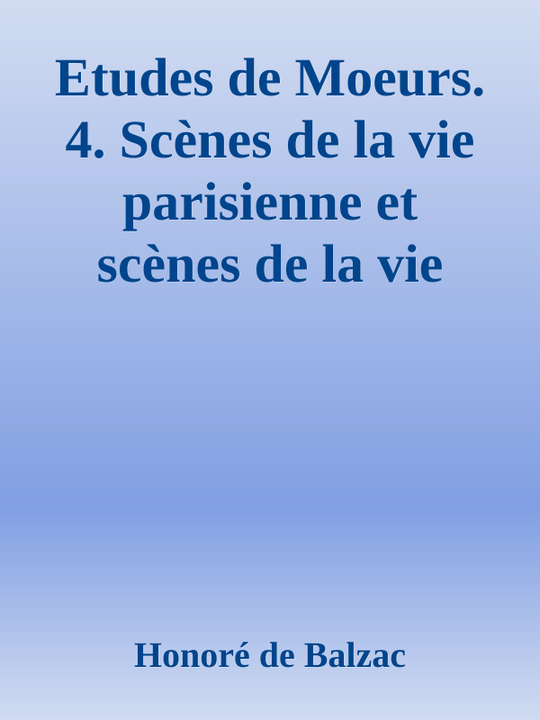 Etudes de Moeurs.
4. Scènes de la vie
parisienne et
scènes de la vie
Honoré de Balzac